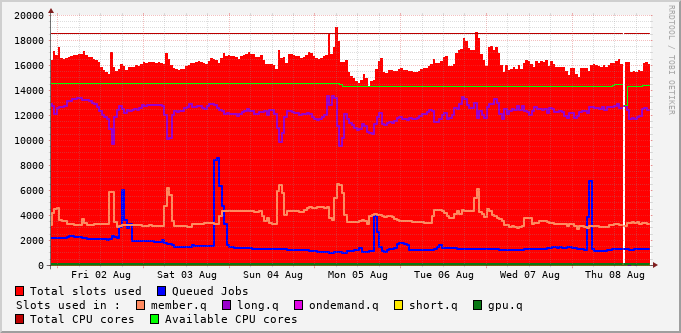 20000
18000
16000
14000
12000
10000
8000
6000
4000
2000
0
Fri 02 Aug Sat 03 Aug Sun 04 Aug Mon 05 Aug Tue 06 Aug Wed 07 Aug Thu 08 Aug
Total slots used Queued Jobs
Slots used in : member.q long.q ondemand.q short.q gpu.q
Total CPU cores Available CPU cores
RRDTOOL / TOBI OETIKER